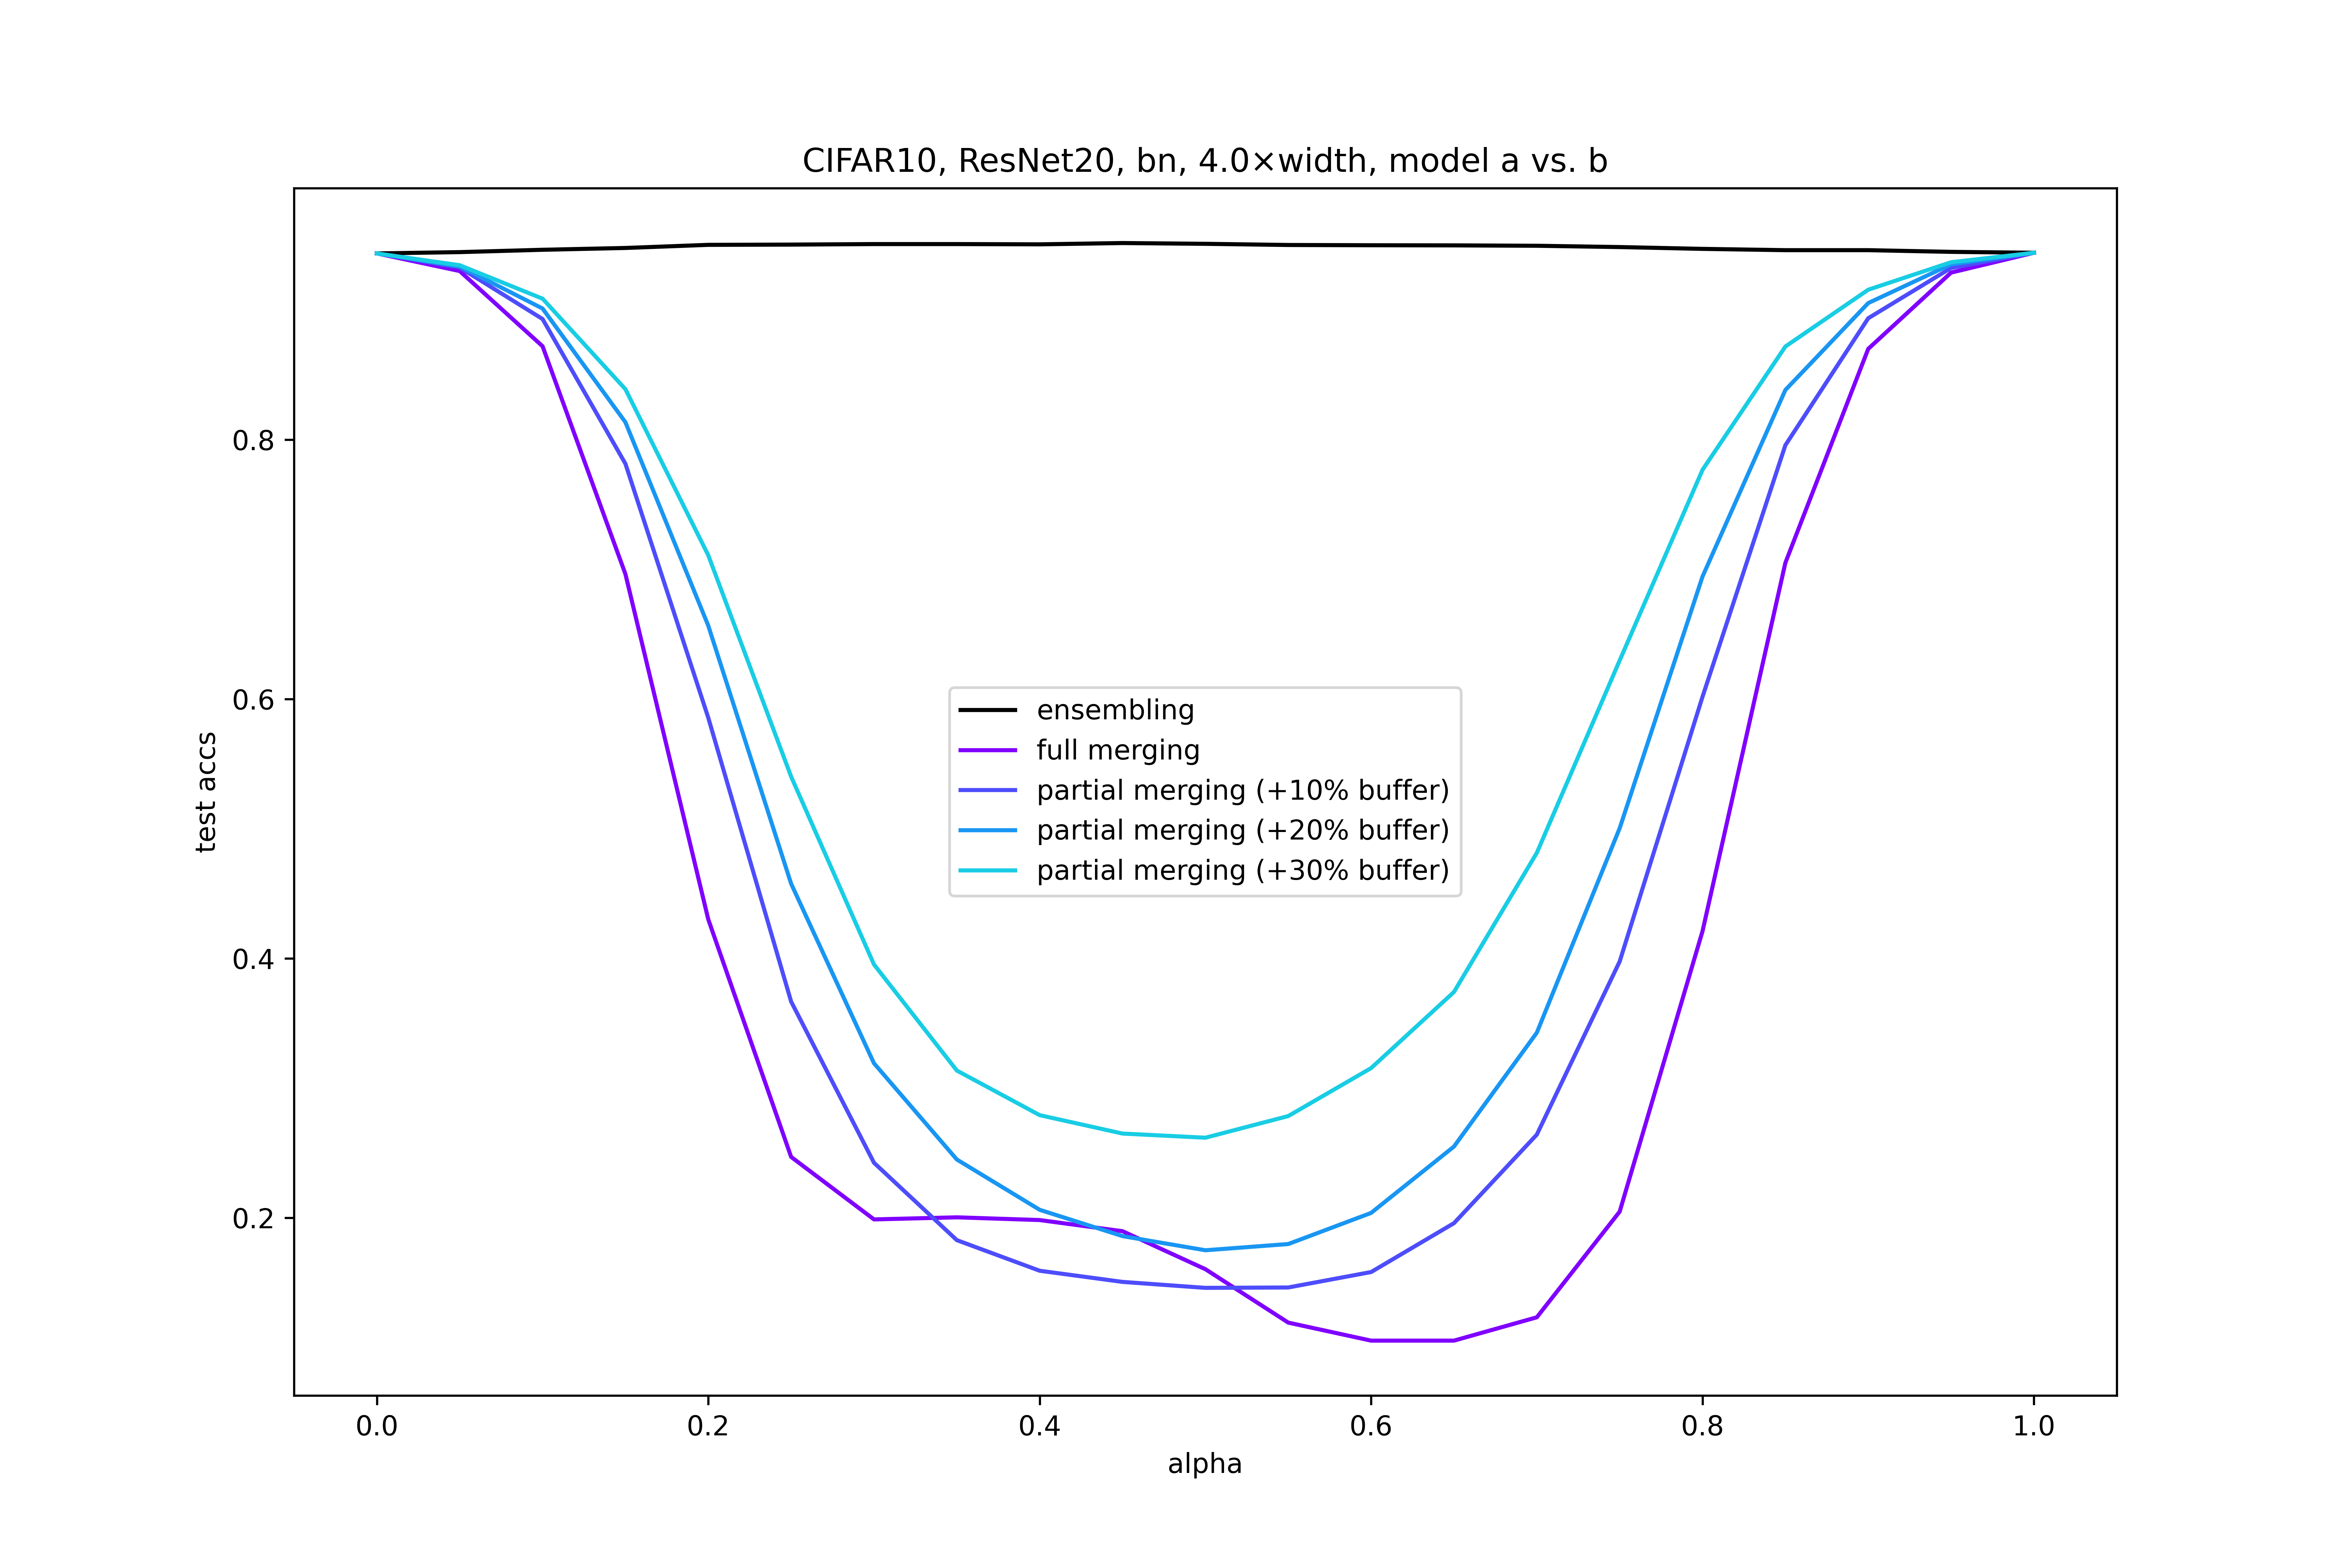 CIFAR10, ResNet20, bn, 4.0×width, model a vs. b
test accs
0.8
0.6
0.4
0.2
ensembling
full merging
partial merging (+10% buffer)
partial merging (+20% buffer)
partial merging (+30% buffer)
0.0 0.2 0.4 0.6 0.8 1.0
alpha